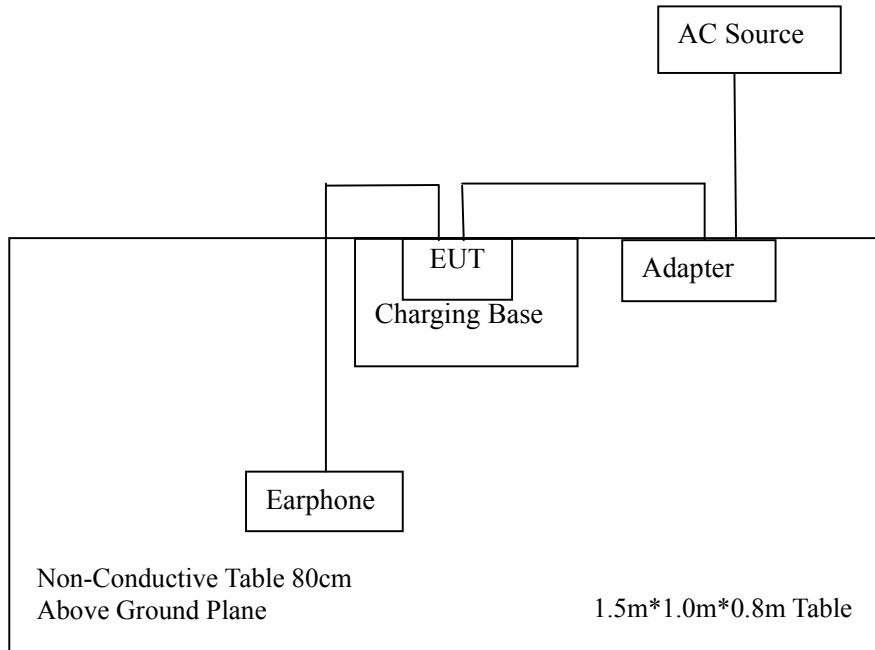 AC Source
EUT
Adapter
Charging Base
Earphone
Non-Conductive Table 80cm
Above Ground Plane
1.5m*1.0m*0.8m Table